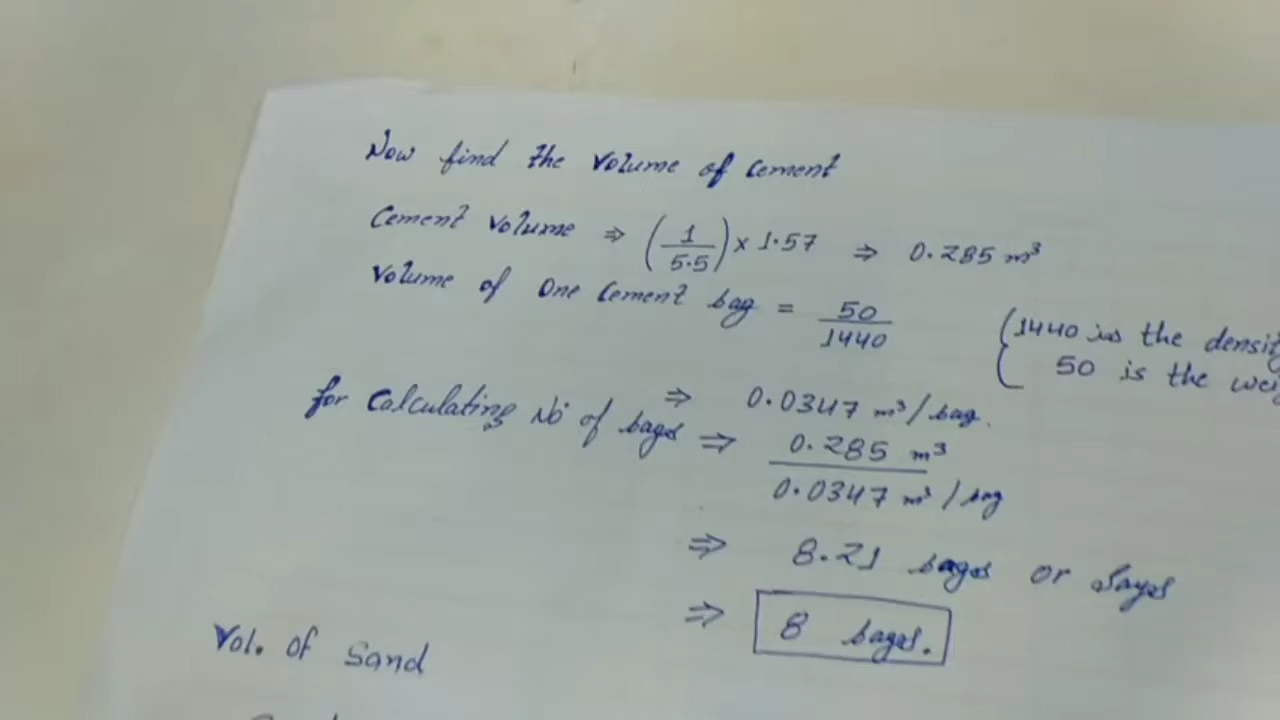 Now find the volume of cement
Cement volume ⇒ (1/5.5) x 1.57 ⇒ 0.285 m³
Volume of one cement bag = 50/1440
(1440 is the densit
50 is the wei
⇒ 0.0347 m³/bag.
for Calculating No of bags ⇒ 0.285 m³ / 0.0347 m³/bag
⇒ 8.21 bags or says
⇒ 8 bags.
Vol. of Sand